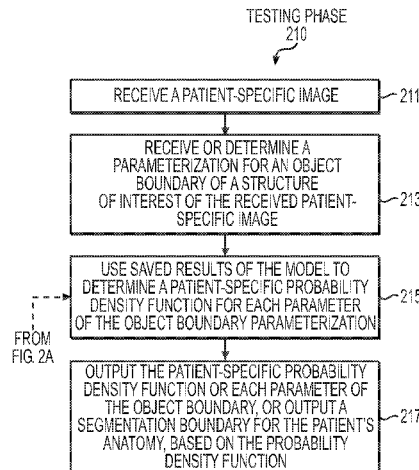 TESTING PHASE
210
RECEIVE A PATIENT-SPECIFIC IMAGE
211
RECEIVE OR DETERMINE A
PARAMETERIZATION FOR AN OBJECT
BOUNDARY OF A STRUCTURE
OF INTEREST OF THE RECEIVED PATIENT-
SPECIFIC IMAGE
213
USE SAVED RESULTS OF THE MODEL TO
DETERMINE A PATIENT-SPECIFIC PROBABILITY
DENSITY FUNCTION FOR EACH PARAMETER
OF THE OBJECT BOUNDARY PARAMETERIZATION
215
FROM
FIG. 2A
OUTPUT THE PATIENT-SPECIFIC PROBABILITY
DENSITY FUNCTION OR EACH PARAMETER OF
THE OBJECT BOUNDARY, OR OUTPUT A
SEGMENTATION BOUNDARY FOR THE PATIENT'S
ANATOMY, BASED ON THE PROBABILITY
DENSITY FUNCTION
217